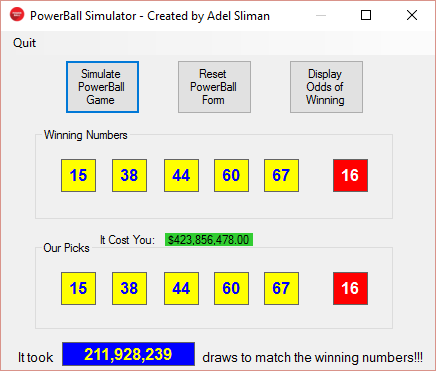 PowerBall Simulator - Created by Adel Sliman
Quit
Simulate
PowerBall
Game
Reset
PowerBall
Form
Display
Odds of
Winning
Winning Numbers
15 38 44 60 67 16
It Cost You: $423,856,478.00
Our Picks
15 38 44 60 67 16
It took 211,928,239 draws to match the winning numbers!!!